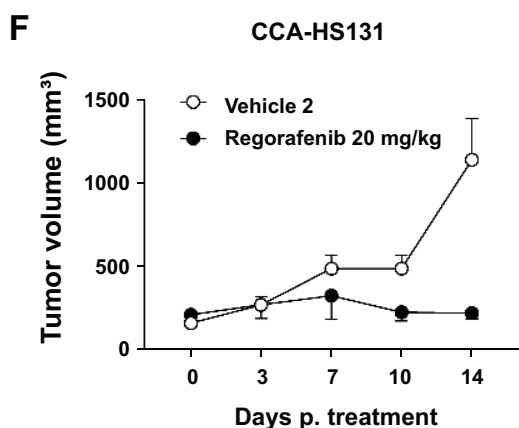 F
CCA-HS131
Tumor volume (mm³)
1500
1000
500
0
Vehicle 2
Regorafenib 20 mg/kg
0 3 7 10 14
Days p. treatment